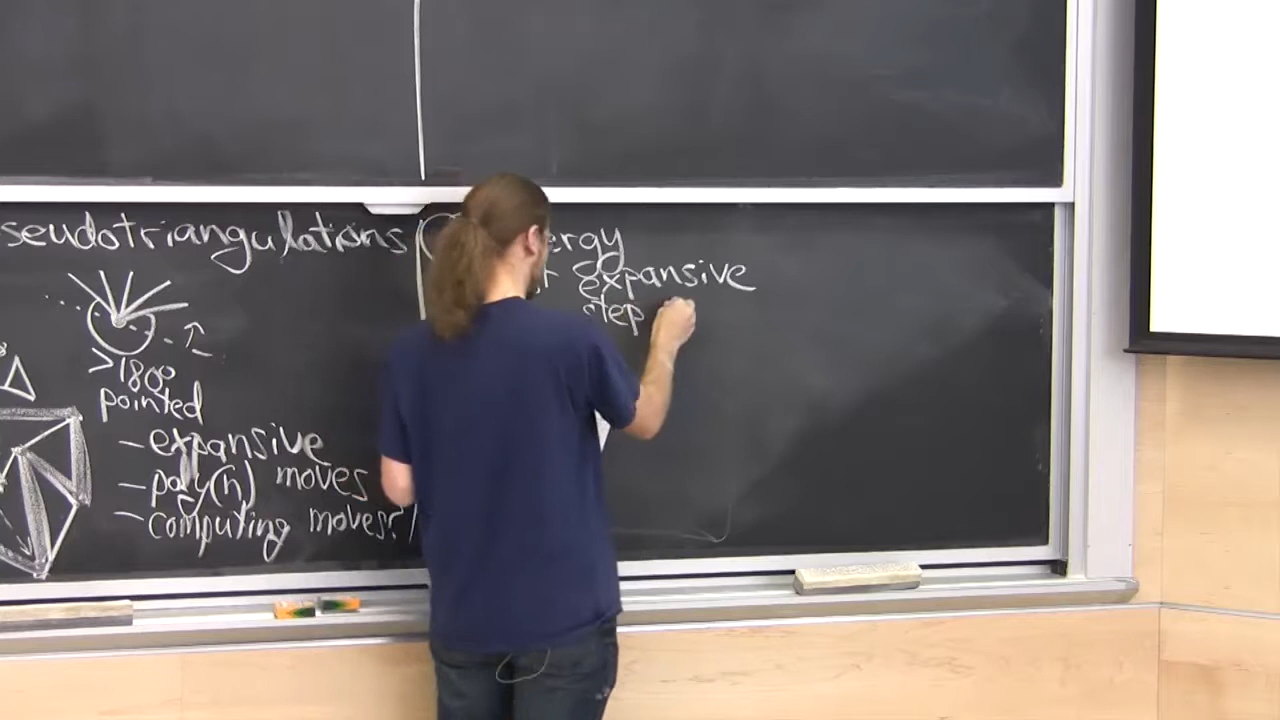 seudotriangulations
>180°
pointed
- expansive
- poly(n) moves
- computing moves?
ergy
expansive
step